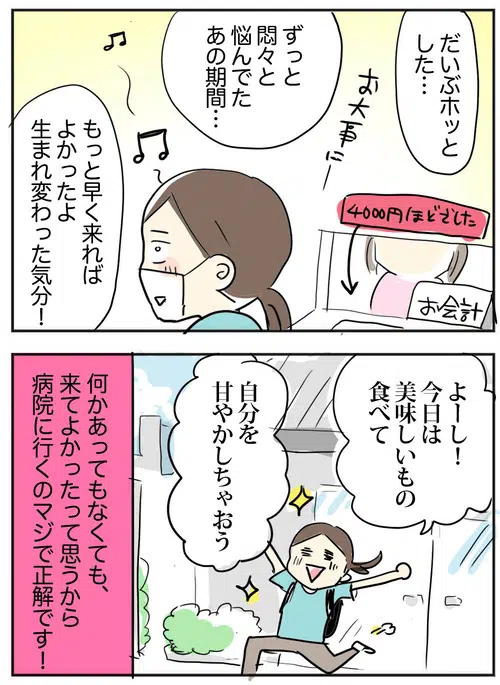 だいぶホッと
した…
お大事にー
4000円ほどでした
お会計
ずっと
悶々と
悩んでた
あの期間…
もっと早く来れば
よかったよ
生まれ変わった気分！
よーし！
今日は
美味しいもの
食べて
自分を
甘やかしちゃおう
何かあってもなくても、
来てよかったって思うから
病院に行くのマジで正解です！